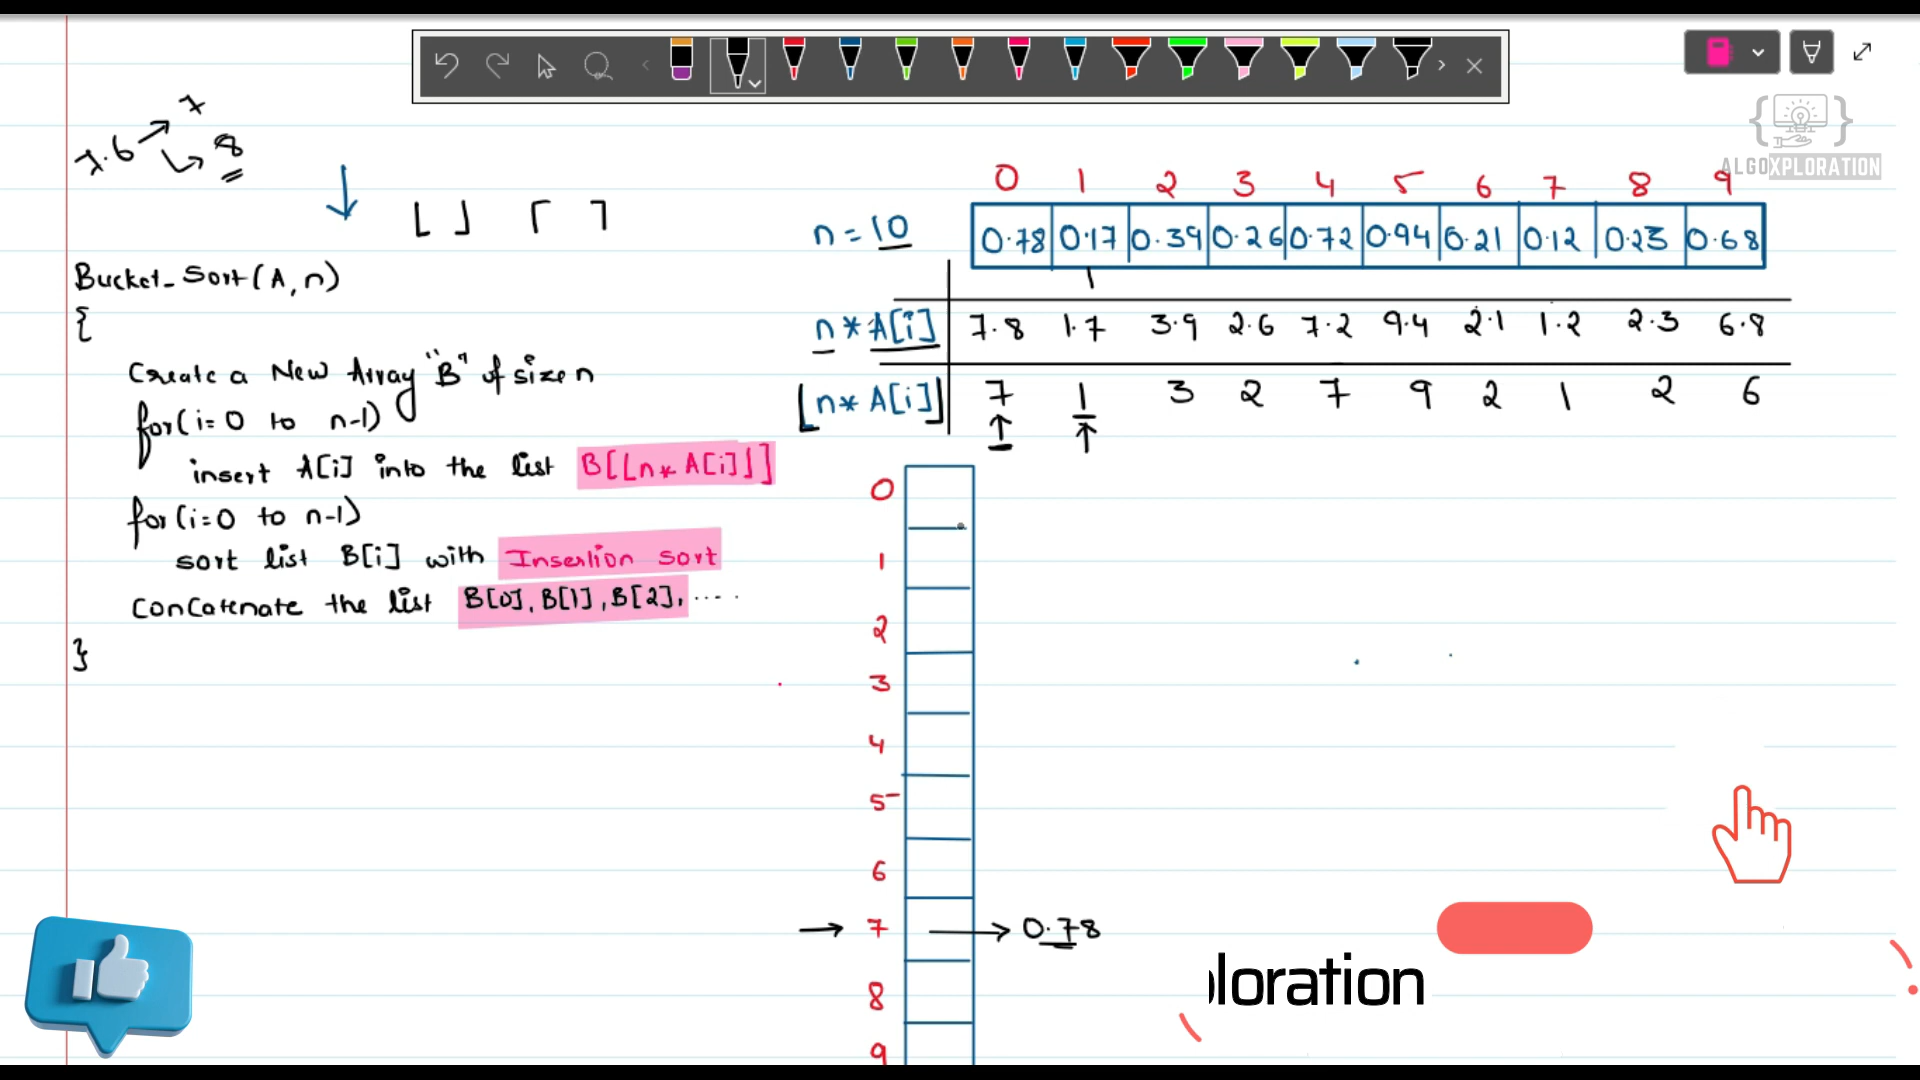 7.6 → 7
↳ 8
↓ ⌊ ⌋ ⌈ ⌉
Bucket_Sort(A, n)
{
Create a New Array "B" of size n
for(i=0 to n-1)
insert A[i] into the list B[⌊n* A[i]⌋]
for(i=0 to n-1)
sort list B[i] with Insertion sort
Concatenate the list B[0], B[1], B[2], ....
}
ALGOXPLORATION
0 1 2 3 4 5 6 7 8 9
n = 10 0.78 0.17 0.39 0.26 0.72 0.94 0.21 0.12 0.23 0.68
n * A[i] 7.8 1.7 3.9 2.6 7.2 9.4 2.1 1.2 2.3 6.8
⌊n* A[i]⌋ 7 1 3 2 7 9 2 1 2 6
0
1
2
3
4
5
6
→ 7 → 0.78
8
9
loration